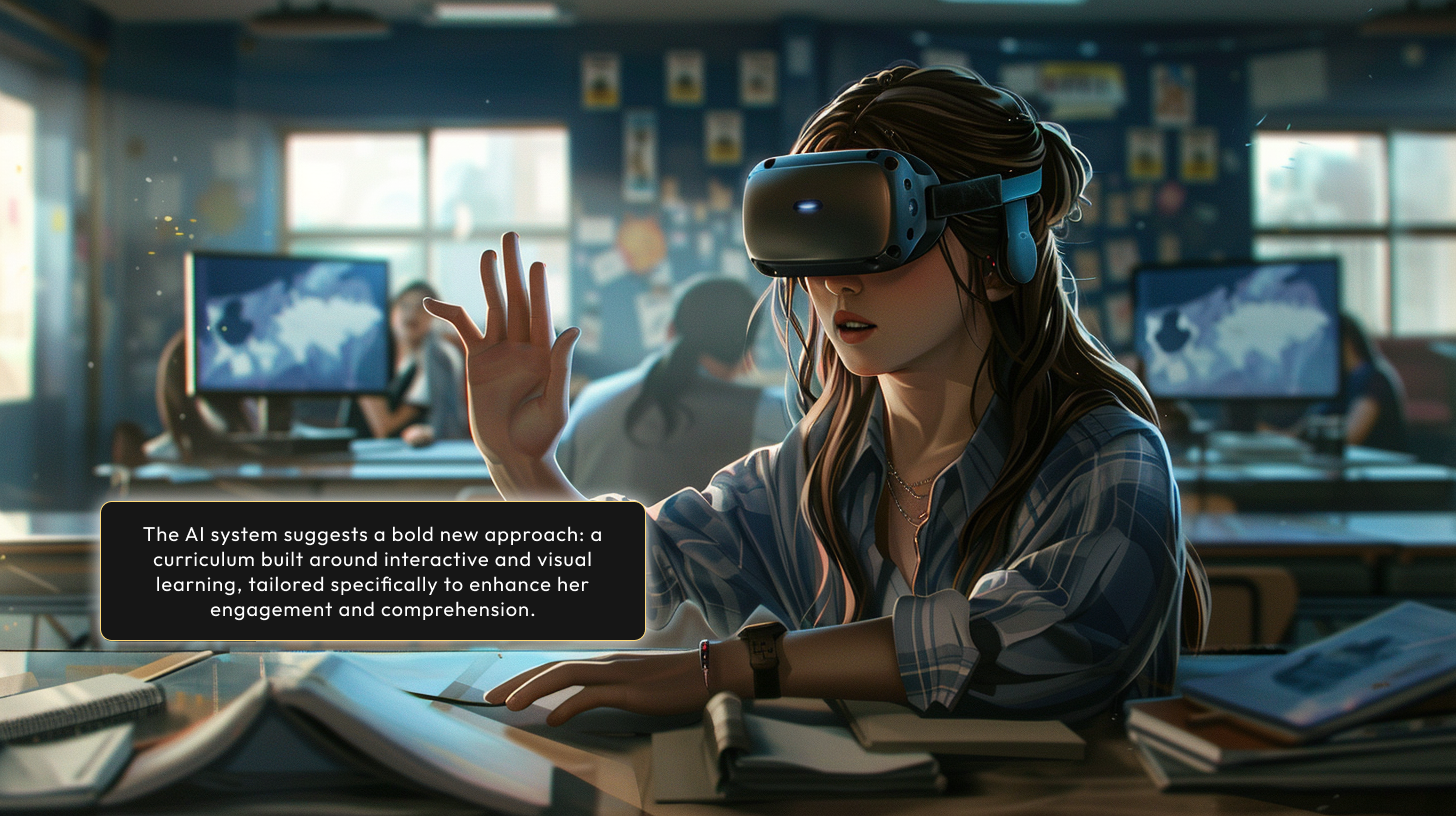 The AI system suggests a bold new approach: a
curriculum built around interactive and visual
learning, tailored specifically to enhance her
engagement and comprehension.